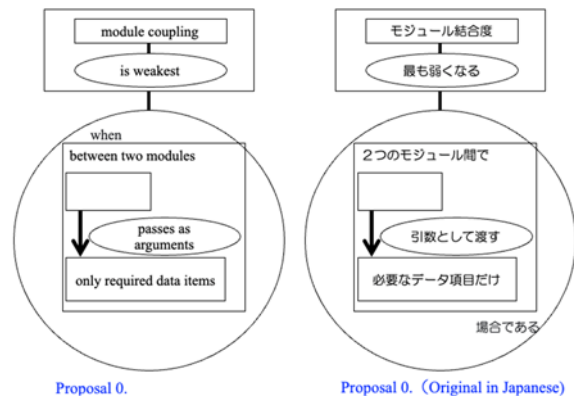 module coupling
is weakest
when
between two modules
passes as
arguments
only required data items
Proposal 0.
モジュール結合度
最も弱くなる
２つのモジュール間で
引数として渡す
必要なデータ項目だけ
場合である
Proposal 0.（Original in Japanese)